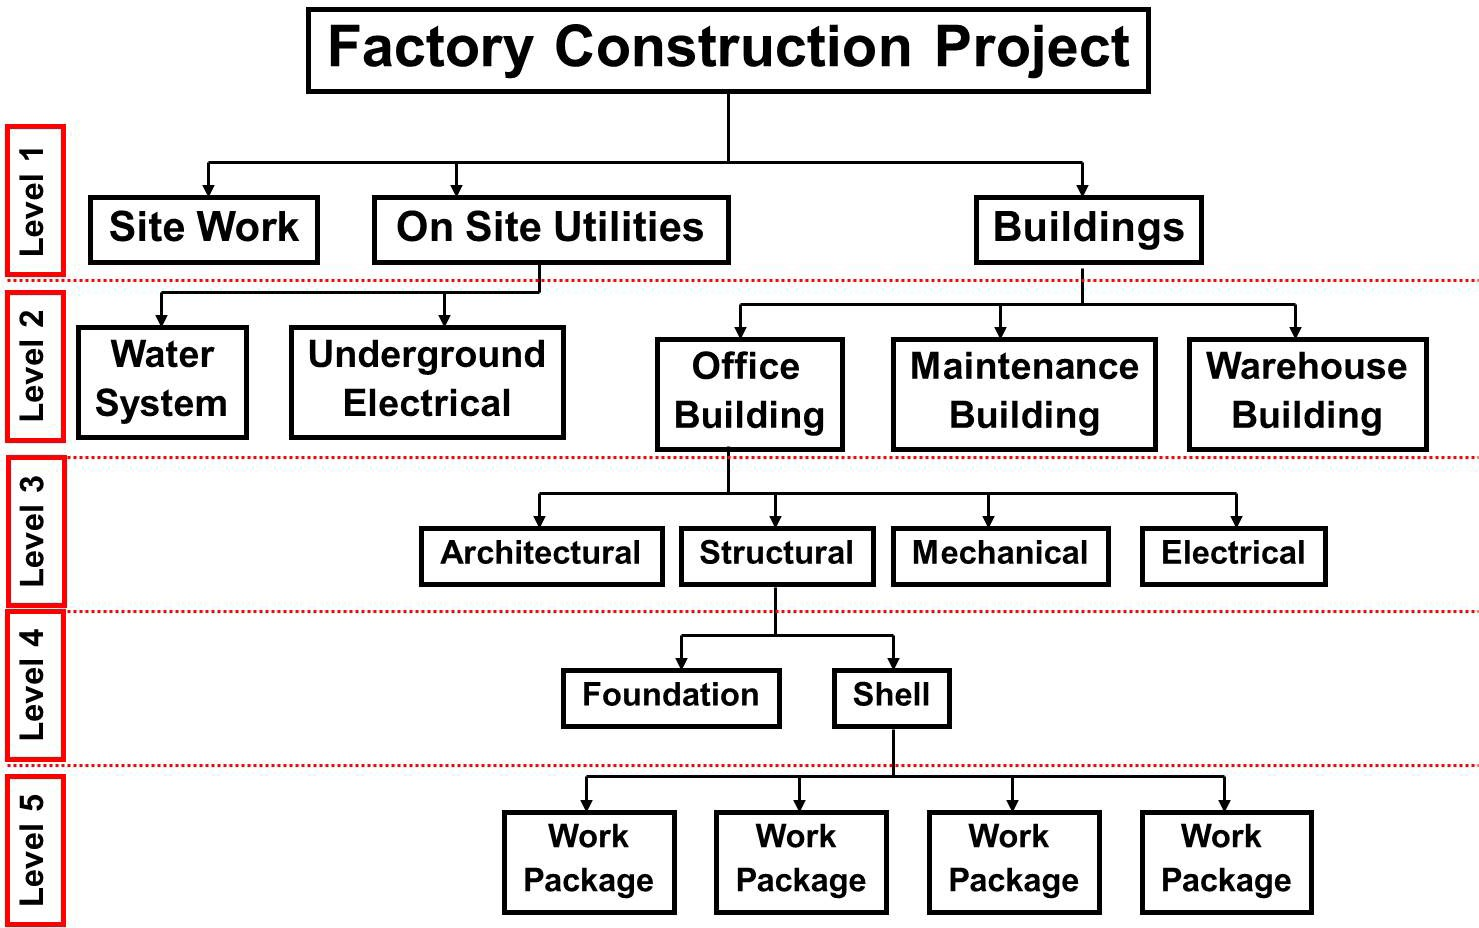 Factory Construction Project
Level 1
Site Work
On Site Utilities
Buildings
Level 2
Water
System
Underground
Electrical
Office
Building
Maintenance
Building
Warehouse
Building
Level 3
Architectural
Structural
Mechanical
Electrical
Level 4
Foundation
Shell
Level 5
Work
Package
Work
Package
Work
Package
Work
Package